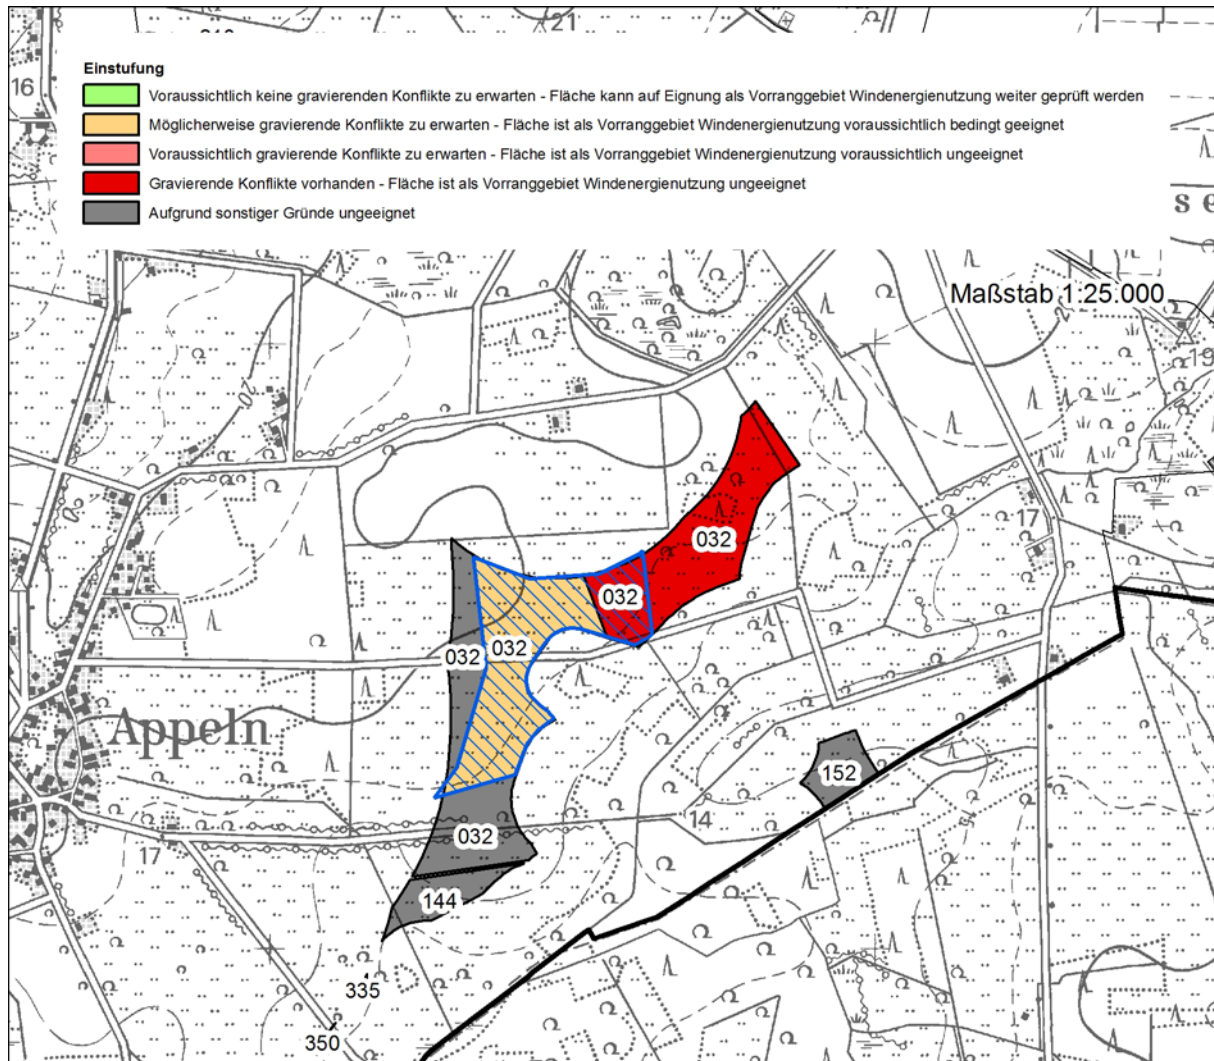 21
16
Einstufung
Voraussichtlich keine gravierenden Konflikte zu erwarten - Fläche kann auf Eignung als Vorranggebiet Windenergienutzung weiter geprüft werden
Möglicherweise gravierende Konflikte zu erwarten - Fläche ist als Vorranggebiet Windenergienutzung voraussichtlich bedingt geeignet
Voraussichtlich gravierende Konflikte zu erwarten - Fläche ist als Vorranggebiet Windenergienutzung voraussichtlich ungeeignet
Gravierende Konflikte vorhanden - Fläche ist als Vorranggebiet Windenergienutzung ungeeignet
Aufgrund sonstiger Gründe ungeeignet
s e
Maßstab 1:25.000
19
20
20
17
032
032
032
032
Appeln
152
14
032
17
144
335
350